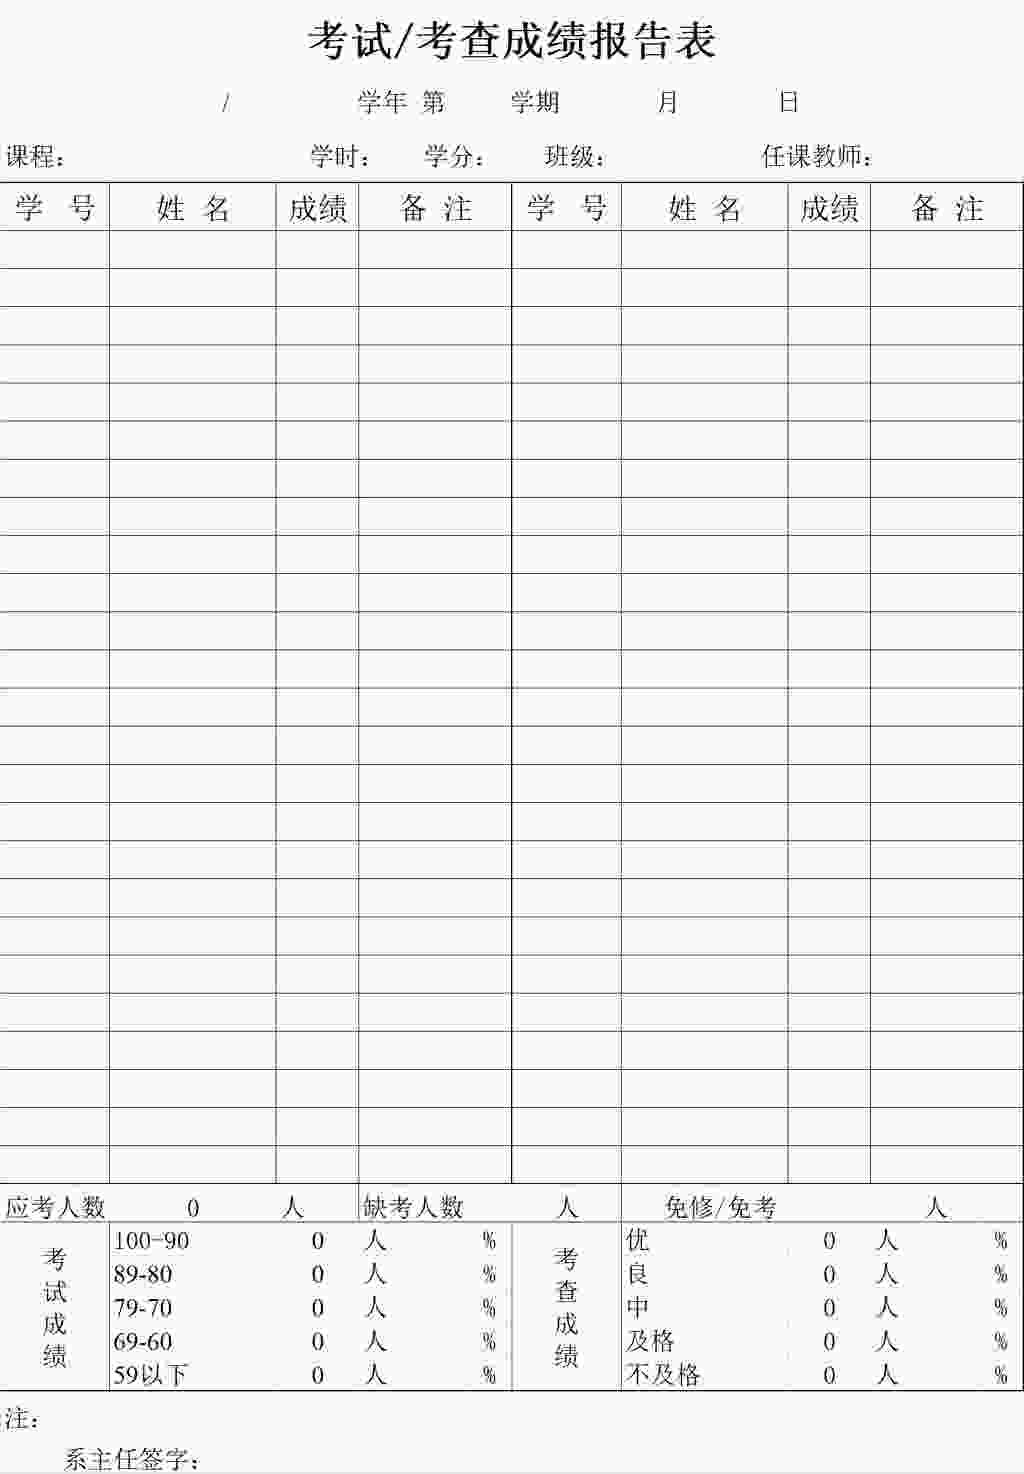 考试/考查成绩报告表
/ 学年 第 学期 月 日
课程： 学时： 学分： 班级： 任课教师：
学 号 姓 名 成绩 备 注 学 号 姓 名 成绩 备 注
应考人数 0 人 缺考人数 人 免修/免考 人
考试成绩 考查成绩
100-90 0 人 % 优 0 人 %
89-80 0 人 % 良 0 人 %
79-70 0 人 % 中 0 人 %
69-60 0 人 % 及格 0 人 %
59以下 0 人 % 不及格 0 人 %
注：
系主任签字：